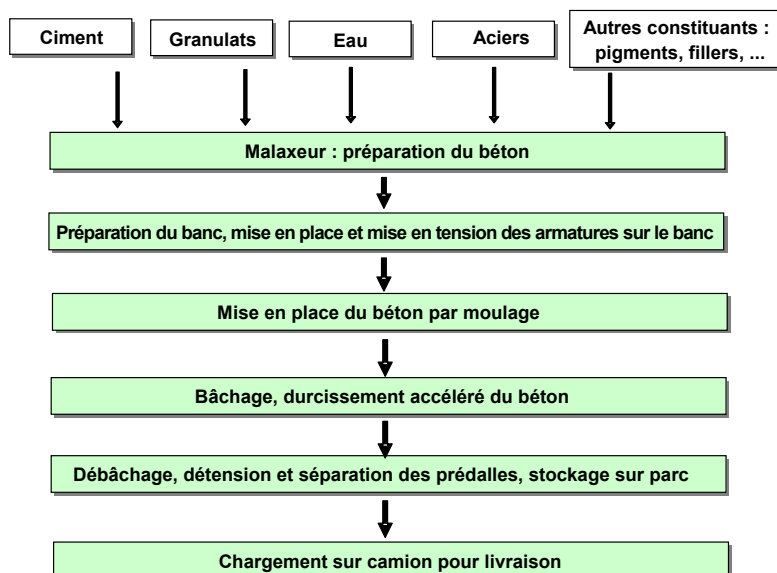 Ciment
Granulats
Eau
Aciers
Autres constituants :
pigments, fillers, ...
Malaxeur : préparation du béton
Préparation du banc, mise en place et mise en tension des armatures sur le banc
Mise en place du béton par moulage
Bâchage, durcissement accéléré du béton
Débâchage, détension et séparation des prédalles, stockage sur parc
Chargement sur camion pour livraison